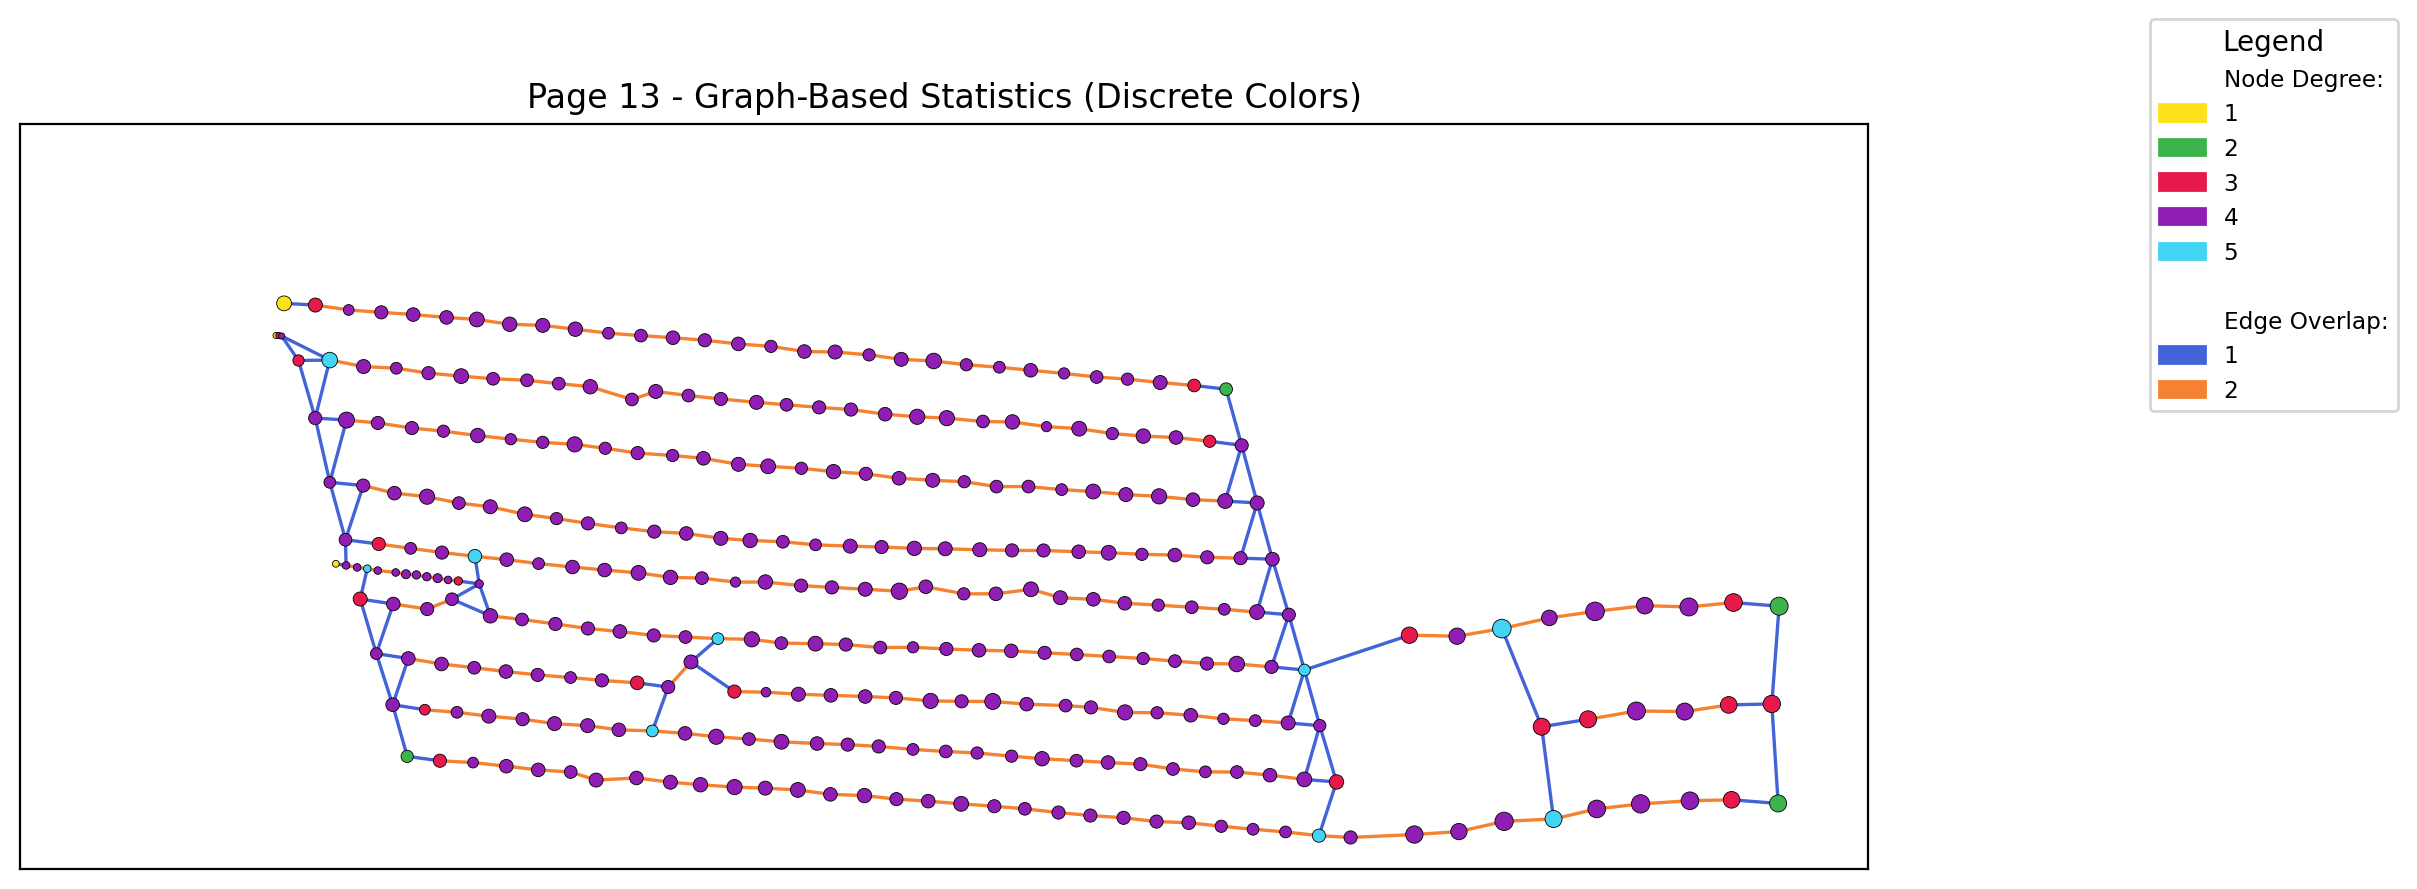 Page 13 - Graph-Based Statistics (Discrete Colors)
Legend
Node Degree:
1
2
3
4
5
Edge Overlap:
1
2